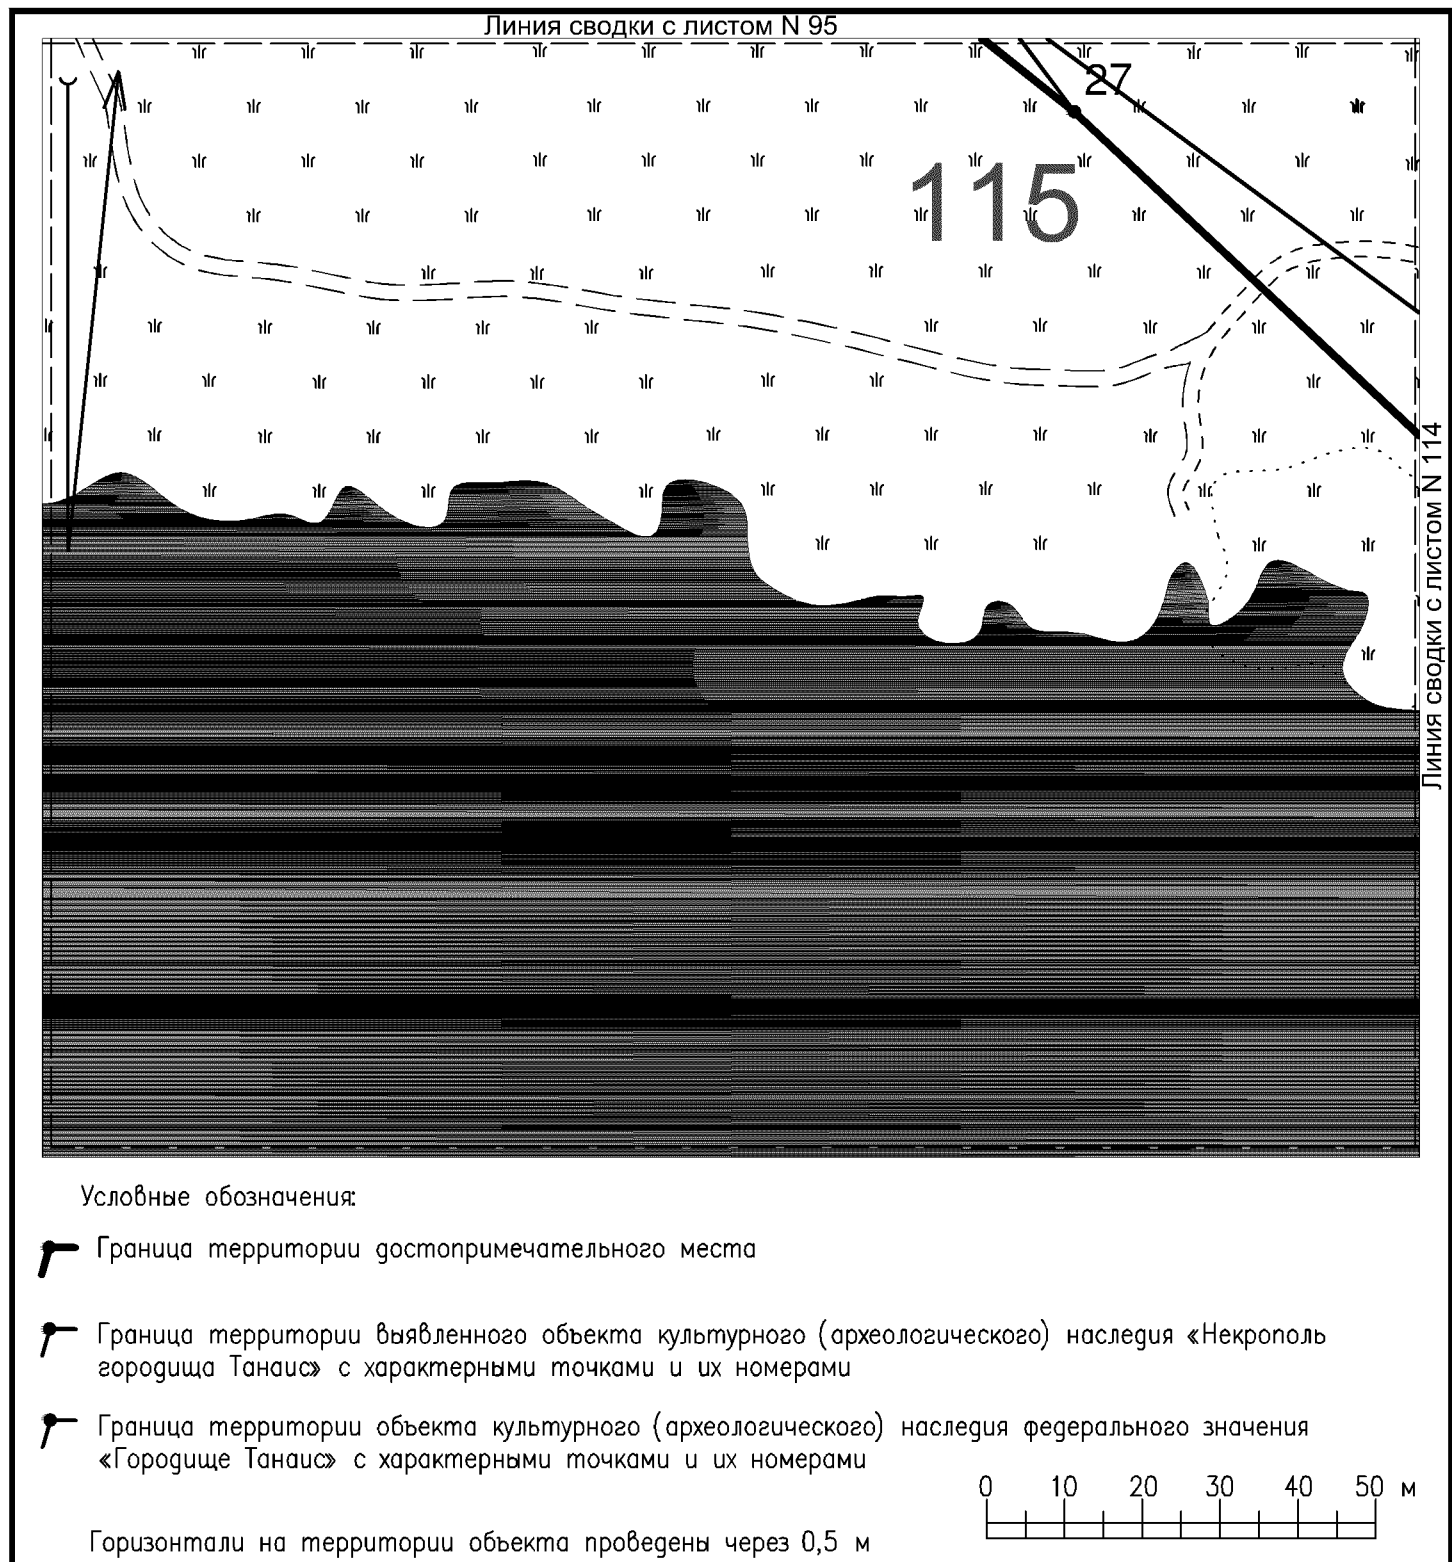 Линия сводки с листом N 95
27
115
Линия сводки с листом N 114
Условные обозначения:
Граница территории достопримечательного места
Граница территории выявленного объекта культурного (археологического) наследия «Некрополь
городища Танаис» с характерными точками и их номерами
Граница территории объекта культурного (археологического) наследия федерального значения
«Городище Танаис» с характерными точками и их номерами
0 10 20 30 40 50 м
Горизонтали на территории объекта проведены через 0,5 м